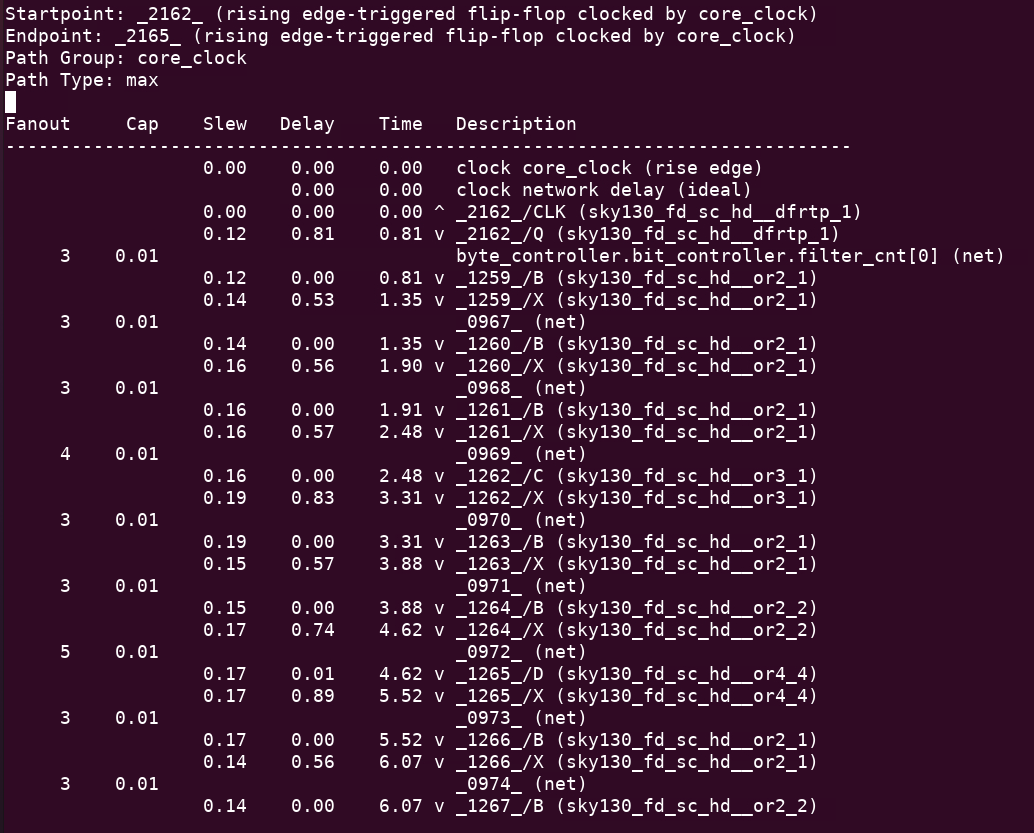 Startpoint: _2162_ (rising edge-triggered flip-flop clocked by core_clock)
Endpoint: _2165_ (rising edge-triggered flip-flop clocked by core_clock)
Path Group: core_clock
Path Type: max
Fanout     Cap    Slew   Delay    Time   Description
-----------------------------------------------------------------------------
                  0.00    0.00    0.00   clock core_clock (rise edge)
                          0.00    0.00   clock network delay (ideal)
                  0.00    0.00    0.00 ^ _2162_/CLK (sky130_fd_sc_hd__dfrtp_1)
                  0.12    0.81    0.81 v _2162_/Q (sky130_fd_sc_hd__dfrtp_1)
     3    0.01                           byte_controller.bit_controller.filter_cnt[0] (net)
                  0.12    0.00    0.81 v _1259_/B (sky130_fd_sc_hd__or2_1)
                  0.14    0.53    1.35 v _1259_/X (sky130_fd_sc_hd__or2_1)
     3    0.01                           _0967_ (net)
                  0.14    0.00    1.35 v _1260_/B (sky130_fd_sc_hd__or2_1)
                  0.16    0.56    1.90 v _1260_/X (sky130_fd_sc_hd__or2_1)
     3    0.01                           _0968_ (net)
                  0.16    0.00    1.91 v _1261_/B (sky130_fd_sc_hd__or2_1)
                  0.16    0.57    2.48 v _1261_/X (sky130_fd_sc_hd__or2_1)
     4    0.01                           _0969_ (net)
                  0.16    0.00    2.48 v _1262_/C (sky130_fd_sc_hd__or3_1)
                  0.19    0.83    3.31 v _1262_/X (sky130_fd_sc_hd__or3_1)
     3    0.01                           _0970_ (net)
                  0.19    0.00    3.31 v _1263_/B (sky130_fd_sc_hd__or2_1)
                  0.15    0.57    3.88 v _1263_/X (sky130_fd_sc_hd__or2_1)
     3    0.01                           _0971_ (net)
                  0.15    0.00    3.88 v _1264_/B (sky130_fd_sc_hd__or2_2)
                  0.17    0.74    4.62 v _1264_/X (sky130_fd_sc_hd__or2_2)
     5    0.01                           _0972_ (net)
                  0.17    0.01    4.62 v _1265_/D (sky130_fd_sc_hd__or4_4)
                  0.17    0.89    5.52 v _1265_/X (sky130_fd_sc_hd__or4_4)
     3    0.01                           _0973_ (net)
                  0.17    0.00    5.52 v _1266_/B (sky130_fd_sc_hd__or2_1)
                  0.14    0.56    6.07 v _1266_/X (sky130_fd_sc_hd__or2_1)
     3    0.01                           _0974_ (net)
                  0.14    0.00    6.07 v _1267_/B (sky130_fd_sc_hd__or2_2)